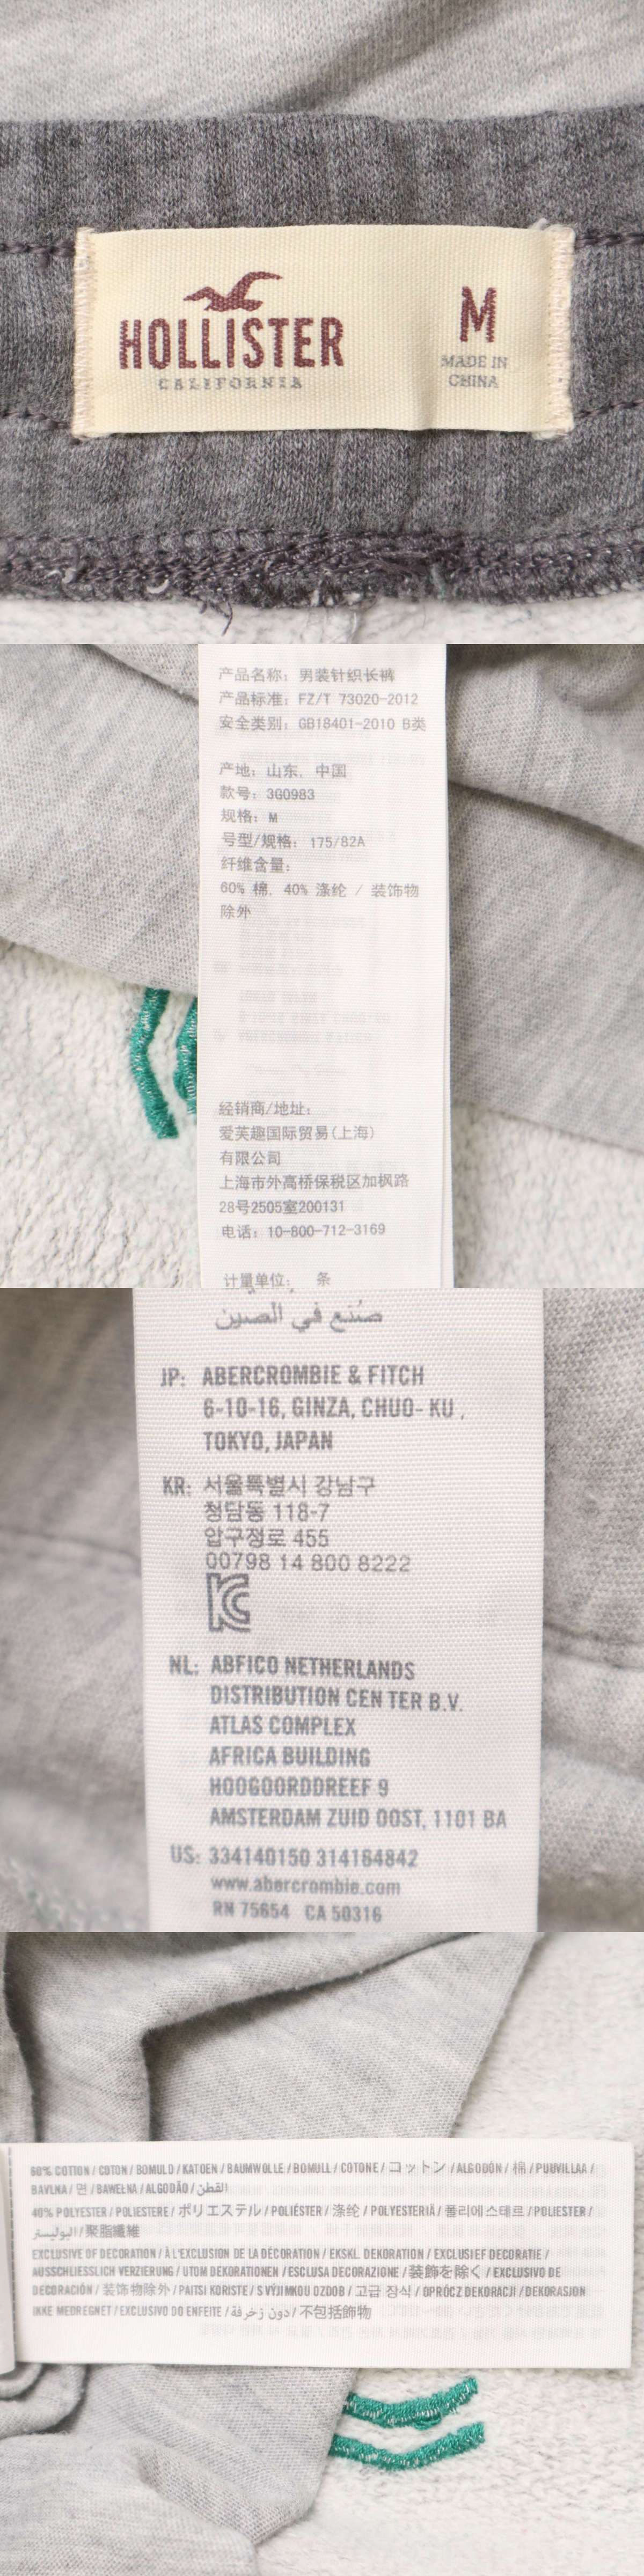 HOLLISTER
CALIFORNIA
M
MADE IN
CHINA
产品名称: 男装针织长裤
产品标准: FZ/T 73020-2012
安全类别: GB18401-2010 B类
产地: 山东, 中国
款号: 3G0983
规格: M
号型/规格: 175/82A
纤维含量:
60% 棉, 40% 涤纶 / 装饰物
除外
经销商/地址:
爱芙趣国际贸易(上海)
有限公司
上海市外高桥保税区加枫路
28号2505室200131
电话: 10-800-712-3169
计量单位: 条
صنع في الصين
JP: ABERCROMBIE & FITCH
6-10-16, GINZA, CHUO- KU ,
TOKYO, JAPAN
KR: 서울특별시 강남구
청담동 118-7
압구정로 455
00798 14 800 8222
NL: ABFICO NETHERLANDS
DISTRIBUTION CEN TER B.V.
ATLAS COMPLEX
AFRICA BUILDING
HOOGOORDDREEF 9
AMSTERDAM ZUID OOST, 1101 BA
US: 334140150 314164842
www.abercrombie.com
RN 75654 CA 50316
60% COTTON / COTON / BOMULD / KATOEN / BAUMWOLLE / BOMULL / COTONE / コットン / ALGODÓN / 棉 / PUUVILLAA /
BAVLNA / 면 / BAWEŁNA / ALGODÃO / القطن
40% POLYESTER / POLIESTERE / ポリエステル / POLIÉSTER / 涤纶 / POLYESTERIÄ / 폴리에스테르 / POLIESTER /
البوليستر / 聚脂纖維
EXCLUSIVE OF DECORATION / À L'EXCLUSION DE LA DÉCORATION / EKSKL. DEKORATION / EXCLUSIEF DECORATIE /
AUSSCHLIESSLICH VERZIERUNG / UTOM DEKORATIONEN / ESCLUSA DECORAZIONE / 装飾を除く / EXCLUSIVO DE
DECORACIÓN / 装饰物除外 / PAITSI KORISTE / S VÝJIMKOU OZDOB / 고급 장식 / OPRÓCZ DEKORACJI / DEKORASJON
IKKE MEDREGNET / EXCLUSIVO DO ENFEITE / دون زخرفة / 不包括飾物